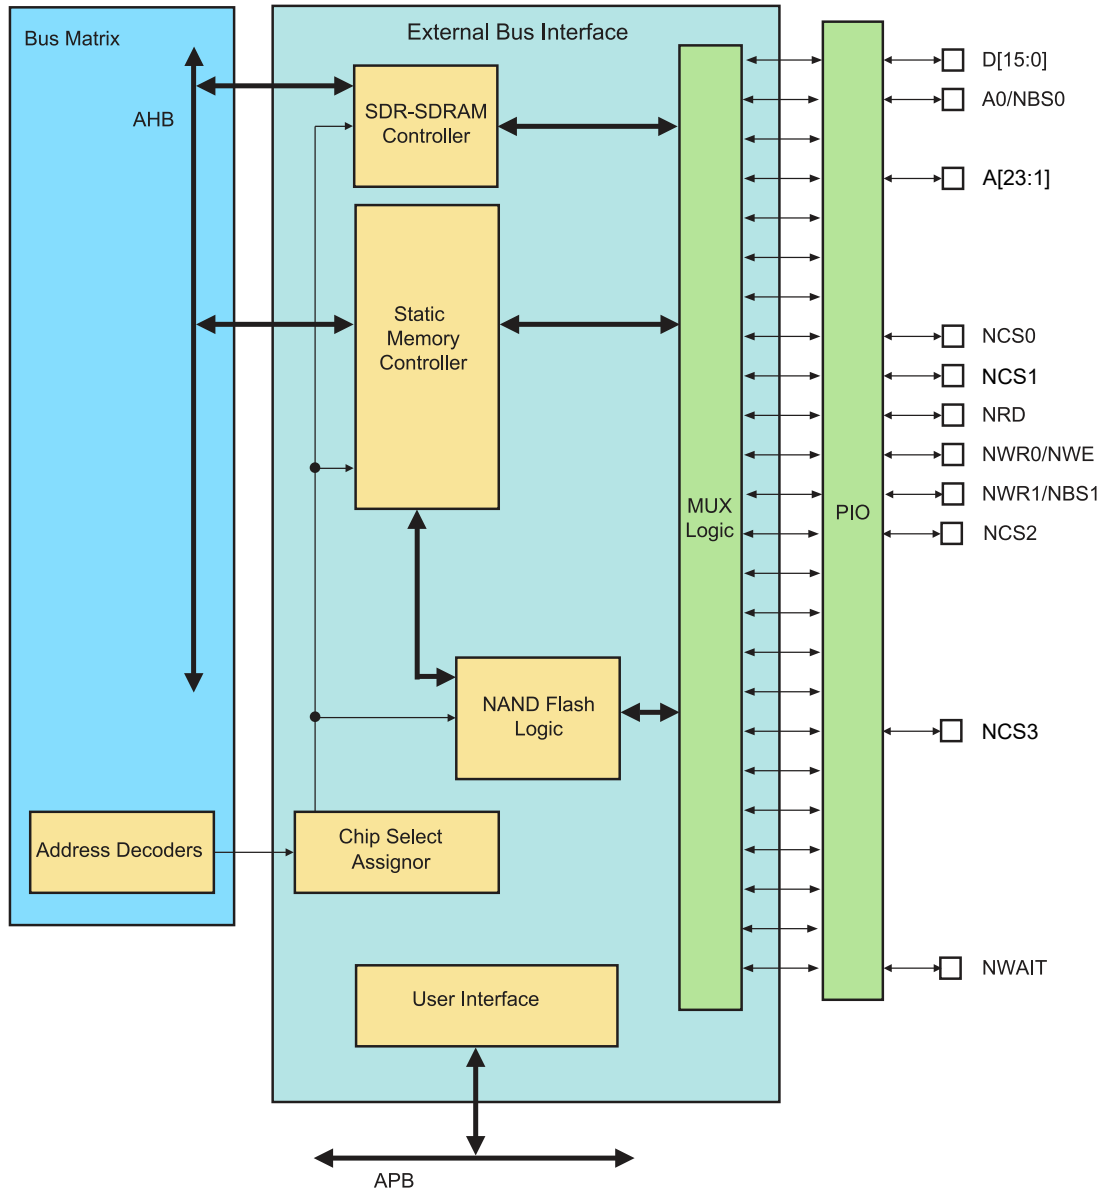 Bus Matrix
External Bus Interface
AHB
SDR-SDRAM
Controller
Static
Memory
Controller
NAND Flash
Logic
Address Decoders
Chip Select
Assignor
User Interface
APB
MUX
Logic
PIO
D[15:0]
A0/NBS0
A[23:1]
NCS0
NCS1
NRD
NWR0/NWE
NWR1/NBS1
NCS2
NCS3
NWAIT